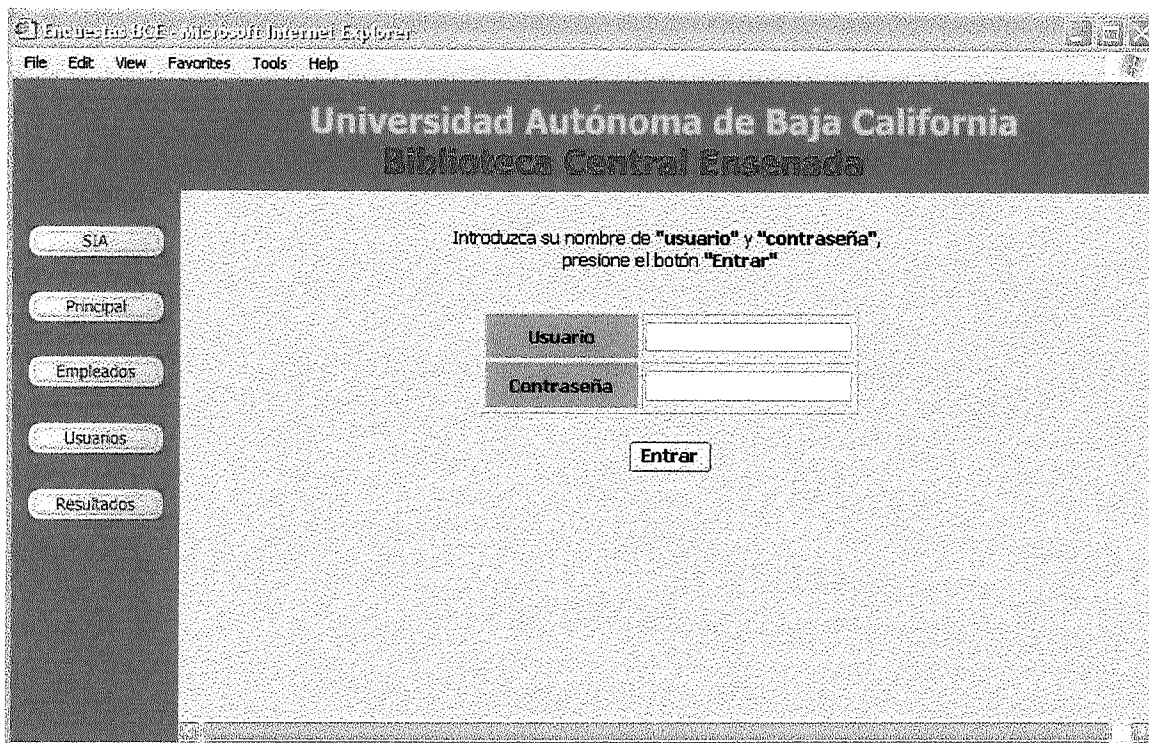 Encuestas BCE - Microsoft Internet Explorer
File Edit View Favorites Tools Help
Universidad Autónoma de Baja California
Biblioteca Central Ensenada
SIA
Principal
Empleados
Usuarios
Resultados
Introduzca su nombre de "usuario" y "contraseña",
presione el botón "Entrar"
Usuario
Contraseña
Entrar